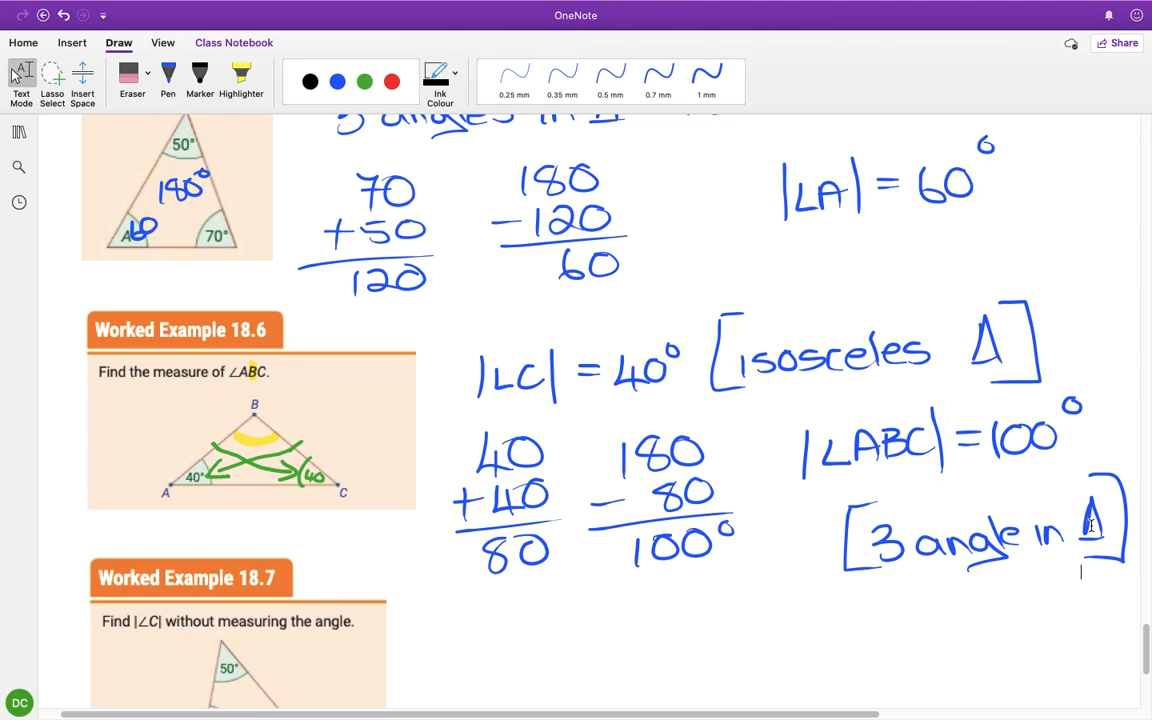 OneNote
Home Insert Draw View Class Notebook
Share
Text Mode
Lasso Select
Insert Space
Eraser
Pen
Marker
Highlighter
Ink Colour
0.25 mm 0.35 mm 0.5 mm 0.7 mm 1 mm
3 angles in Δ
50°
180°
A 60
70°
70
+50
120
180
-120
60
|∠A| = 60°
Worked Example 18.6
Find the measure of ∠ABC.
B
40°
(40
A
C
|∠C| = 40° [isosceles Δ]
40
+40
80
180
- 80
100°
|∠ABC| = 100°
[3 angle in Δ]
Worked Example 18.7
Find |∠C| without measuring the angle.
50°
DC